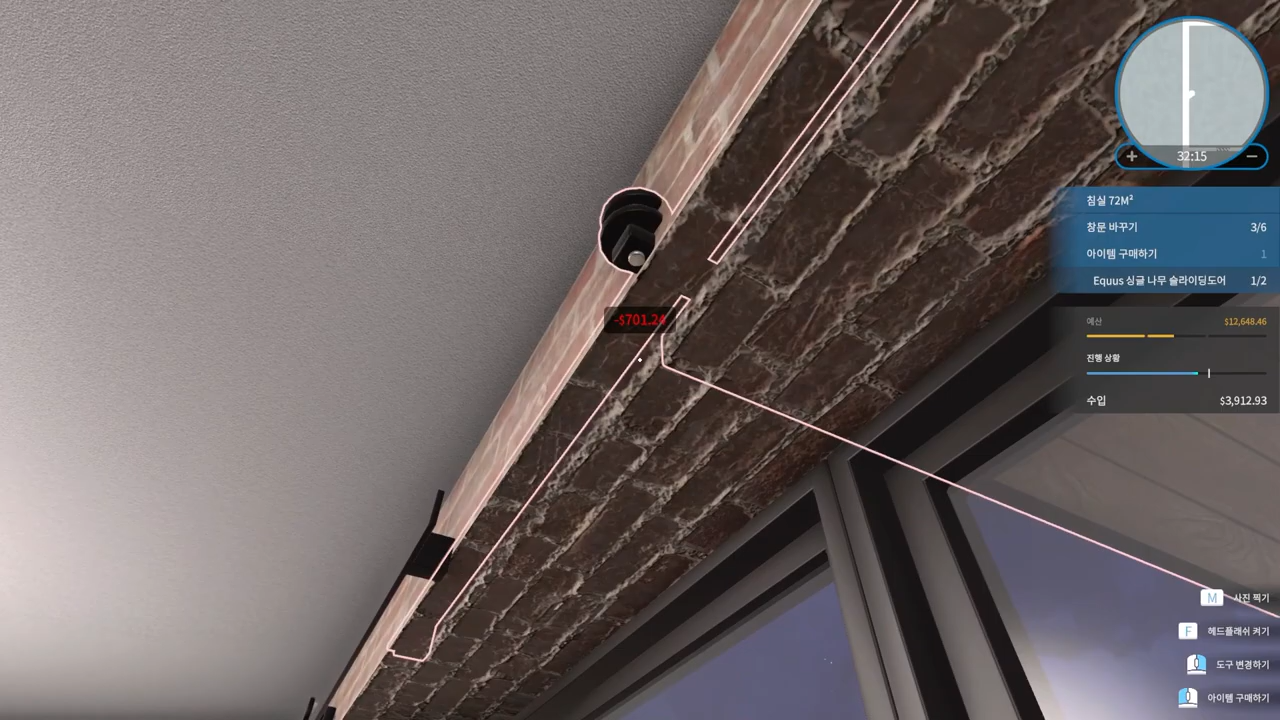 32:15
침실 72M²
창문 바꾸기 3/6
아이템 구매하기 1
Equus 싱글 나무 슬라이딩도어 1/2
-$701.24
예산 $12,648.46
진행 상황
수입 $3,912.93
M 사진 찍기
F 헤드플래쉬 켜기
도구 변경하기
아이템 구매하기